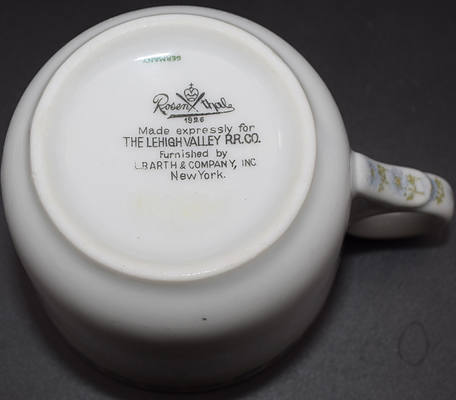 GERMANY
Rosenthal
1926
Made expressly for
THE LEHIGH VALLEY R.R.CO.
Furnished by
L.BARTH & COMPANY, INC
New York.